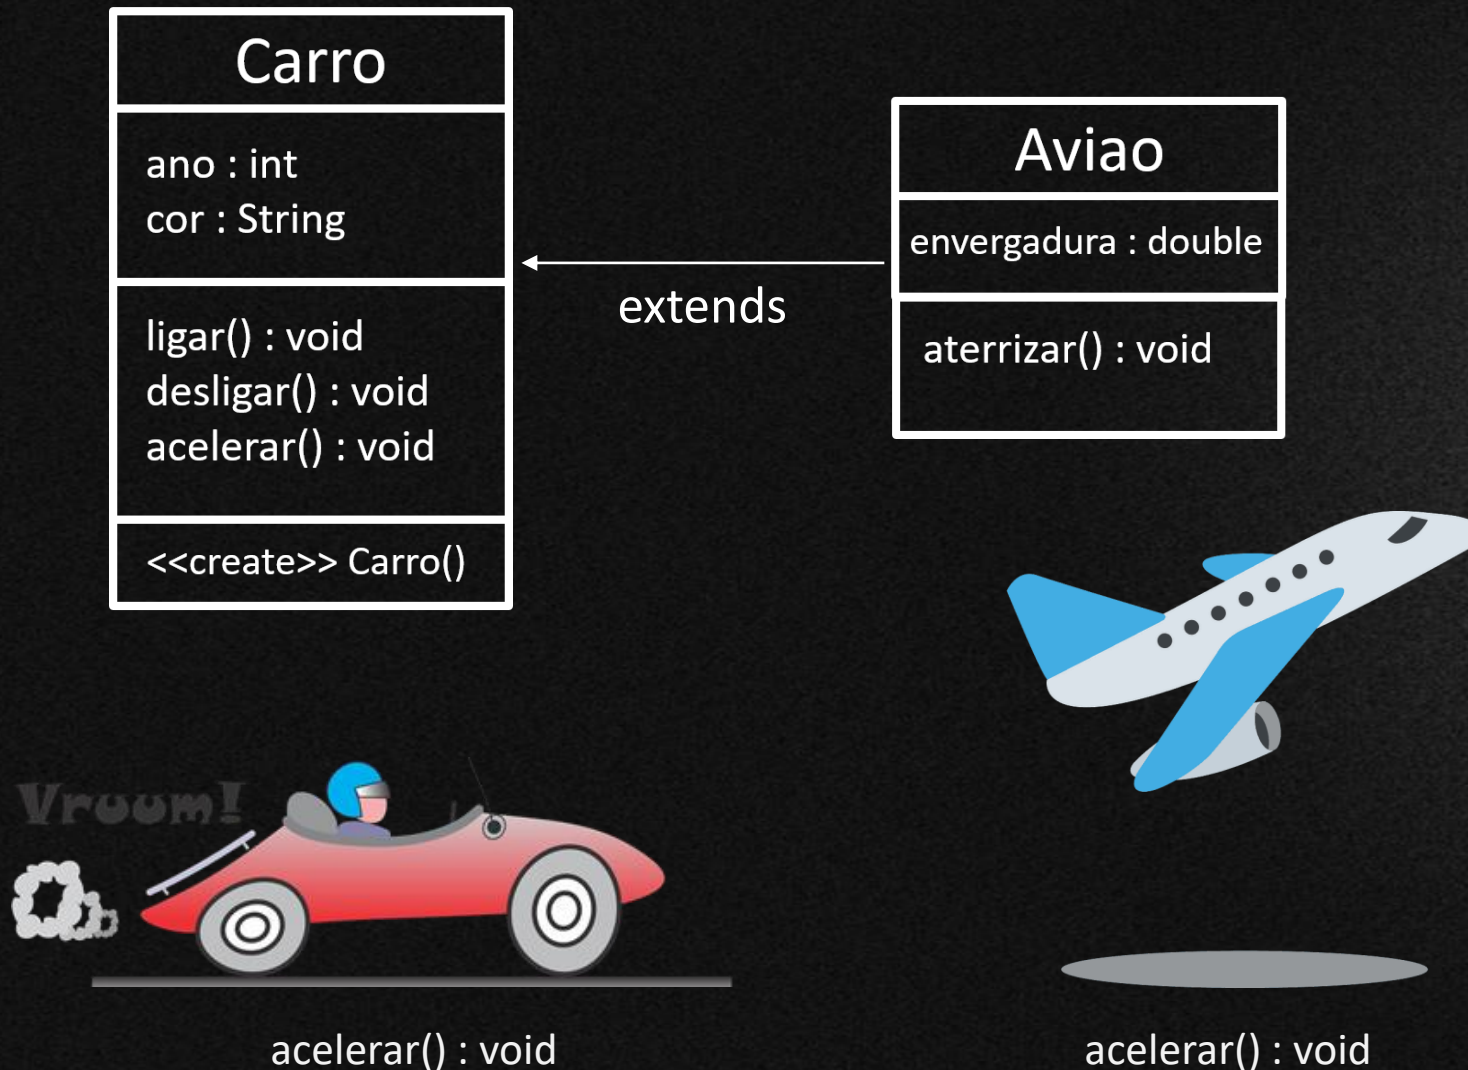 Carro
ano : int
cor : String
ligar() : void
desligar() : void
acelerar() : void
<<create>> Carro()
extends
Aviao
envergadura : double
aterrizar() : void
Vruum!
acelerar() : void
acelerar() : void